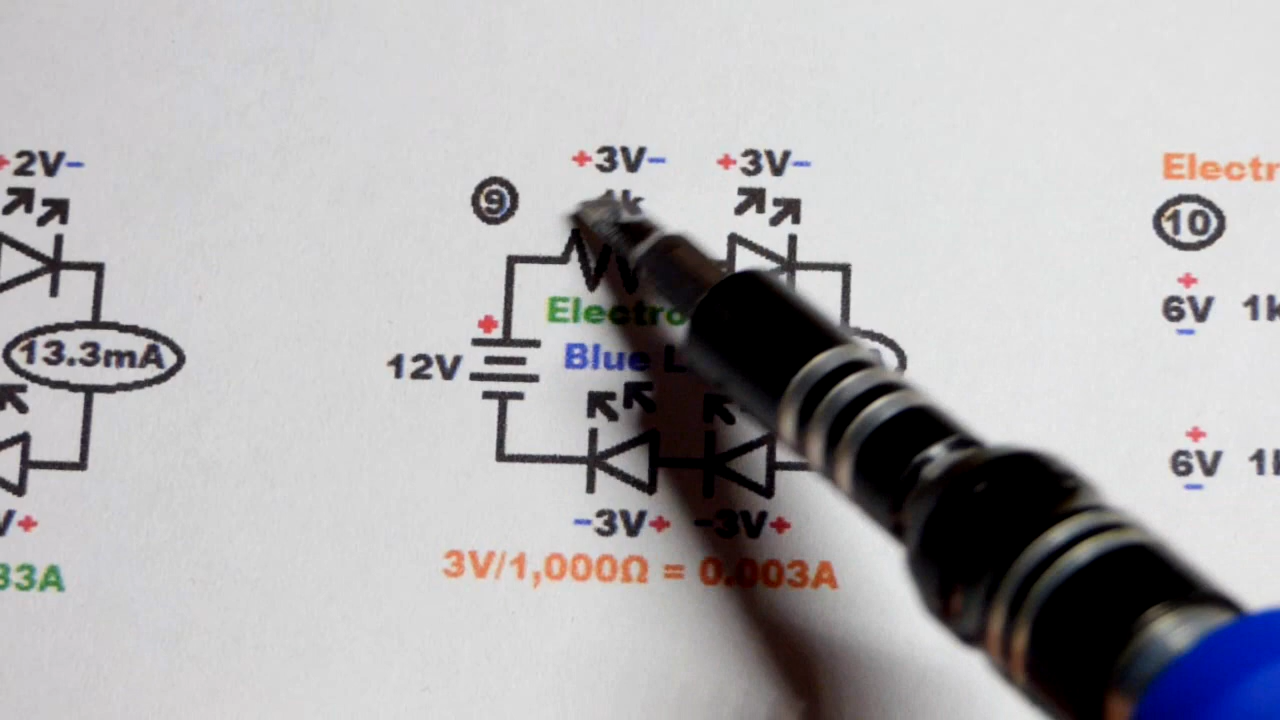 +2V−
13.3mA
V+
33A
9
+3V− +3V−
1k
12V
+
Electro
Blue L
−3V+ −3V+
3V/1,000Ω = 0.003A
Electr
10
+
6V 1k
−
+
6V
−